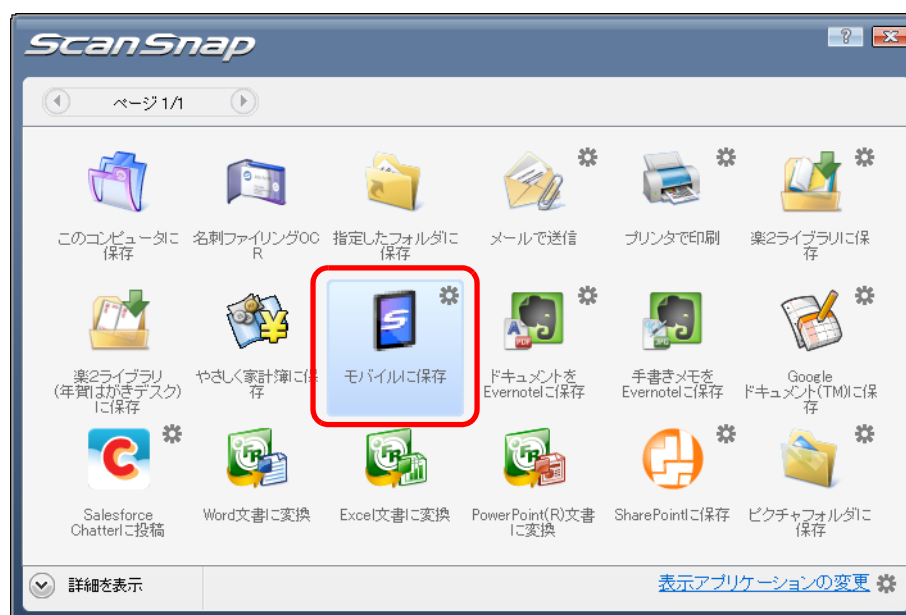 ScanSnap
ページ 1/1
このコンピュータに
保存
名刺ファイリングOC
R
指定したフォルダに
保存
メールで送信
プリンタで印刷
楽2ライブラリに保
存
楽2ライブラリ
(年賀はがきデスク)
に保存
やさしく家計簿に保
存
モバイルに保存
ドキュメントを
Evernoteに保存
手書きメモを
Evernoteに保存
Google
ドキュメント(TM)に保
存
Salesforce
Chatterに投稿
Word文書に変換
Excel文書に変換
PowerPoint(R)文書
に変換
SharePointに保存
ピクチャフォルダに
保存
詳細を表示
表示アプリケーションの変更